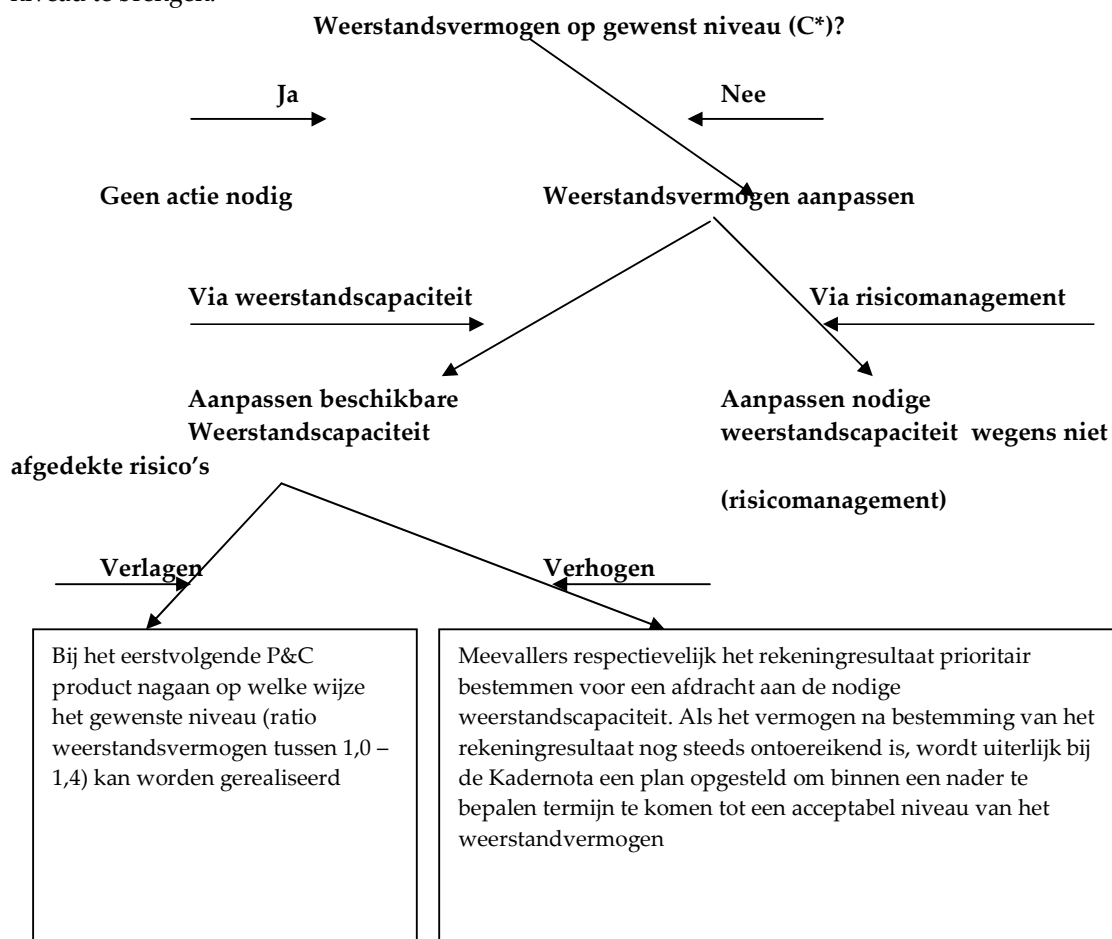 niveau te brengen.
Weerstandsvermogen op gewenst niveau (C*)?
Ja
Nee
Geen actie nodig
Weerstandsvermogen aanpassen
Via weerstandscapaciteit
Via risicomanagement
Aanpassen beschikbare
Weerstandscapaciteit
Aanpassen nodige
weerstandscapaciteit wegens niet
afgedekte risico's
(risicomanagement)
Verlagen
Verhogen
Bij het eerstvolgende P&C
product nagaan op welke wijze
het gewenste niveau (ratio
weerstandsvermogen tussen 1,0 –
1,4) kan worden gerealiseerd
Meevallers respectievelijk het rekeningresultaat prioritair
bestemmen voor een afdracht aan de nodige
weerstandscapaciteit. Als het vermogen na bestemming van het
rekeningresultaat nog steeds ontoereikend is, wordt uiterlijk bij
de Kadernota een plan opgesteld om binnen een nader te
bepalen termijn te komen tot een acceptabel niveau van het
weerstandvermogen